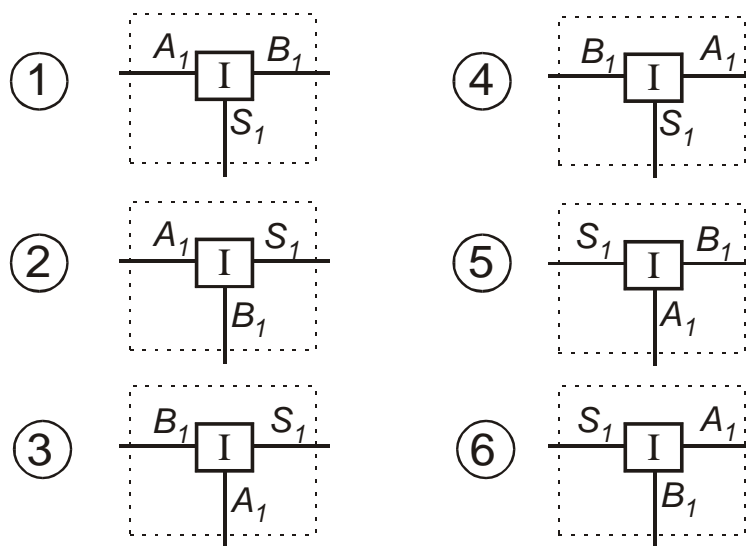 1 A₁ I B₁ S₁
2 A₁ I S₁ B₁
3 B₁ I S₁ A₁
4 B₁ I A₁ S₁
5 S₁ I B₁ A₁
6 S₁ I A₁ B₁